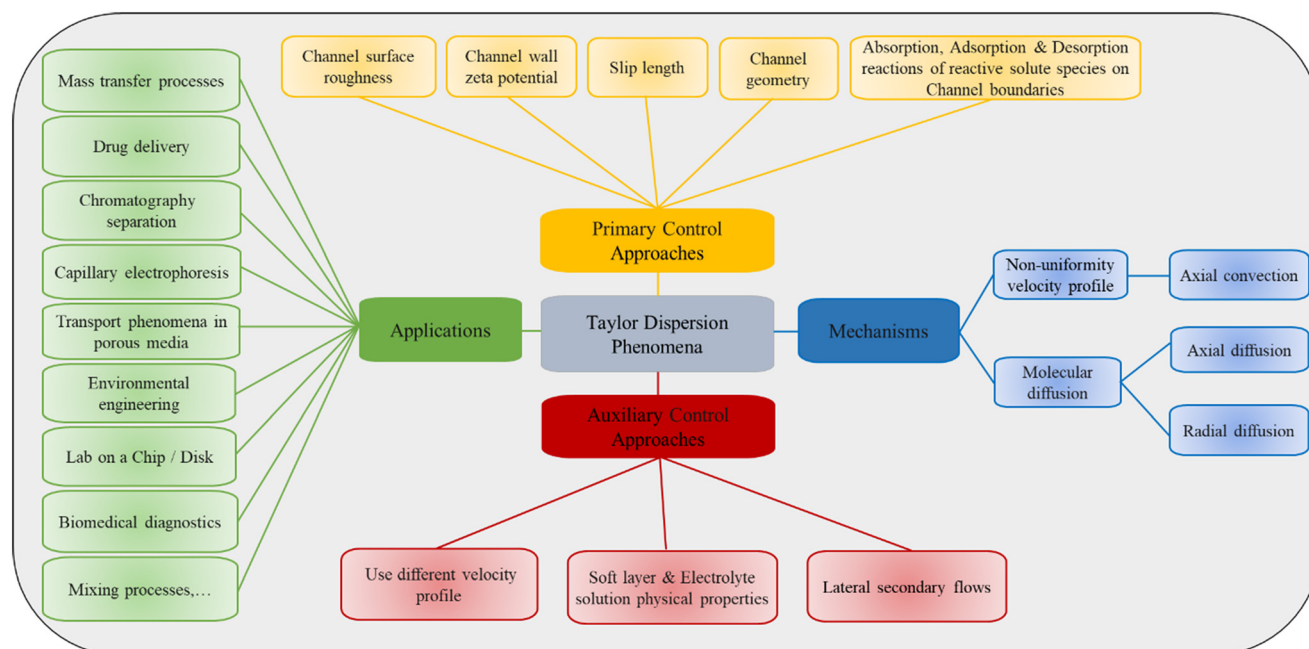 Mass transfer processes
Drug delivery
Chromatography
separation
Capillary electrophoresis
Transport phenomena in
porous media
Environmental
engineering
Lab on a Chip / Disk
Biomedical diagnostics
Mixing processes,…
Channel surface
roughness
Channel wall
zeta potential
Slip length
Channel
geometry
Absorption, Adsorption & Desorption
reactions of reactive solute species on
Channel boundaries
Primary Control
Approaches
Applications
Taylor Dispersion
Phenomena
Mechanisms
Non-uniformity
velocity profile
Axial convection
Molecular
diffusion
Axial diffusion
Radial diffusion
Auxiliary Control
Approaches
Use different velocity
profile
Soft layer & Electrolyte
solution physical properties
Lateral secondary flows